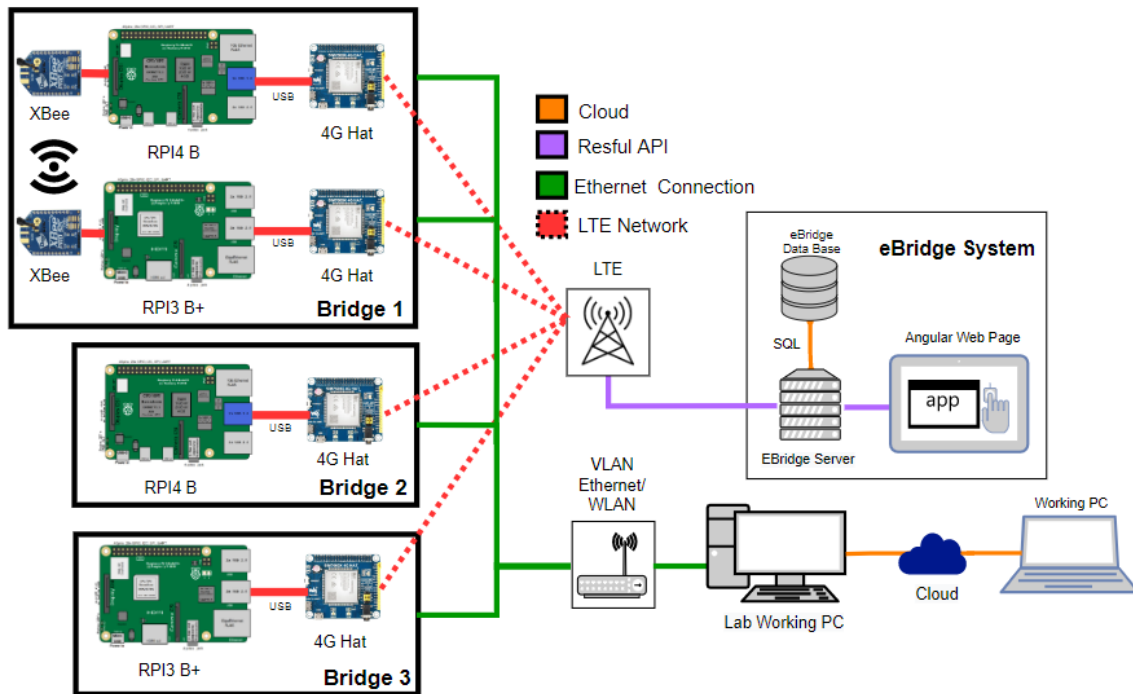 XBee
RPI4 B
USB
4G Hat
XBee
RPI3 B+
USB
4G Hat
Bridge 1
RPI4 B
USB
4G Hat
Bridge 2
RPI3 B+
USB
4G Hat
Bridge 3
Cloud
Resful API
Ethernet Connection
LTE Network
LTE
eBridge
Data Base
eBridge System
SQL
Angular Web Page
app
EBridge Server
VLAN
Ethernet/
WLAN
Lab Working PC
Cloud
Working PC